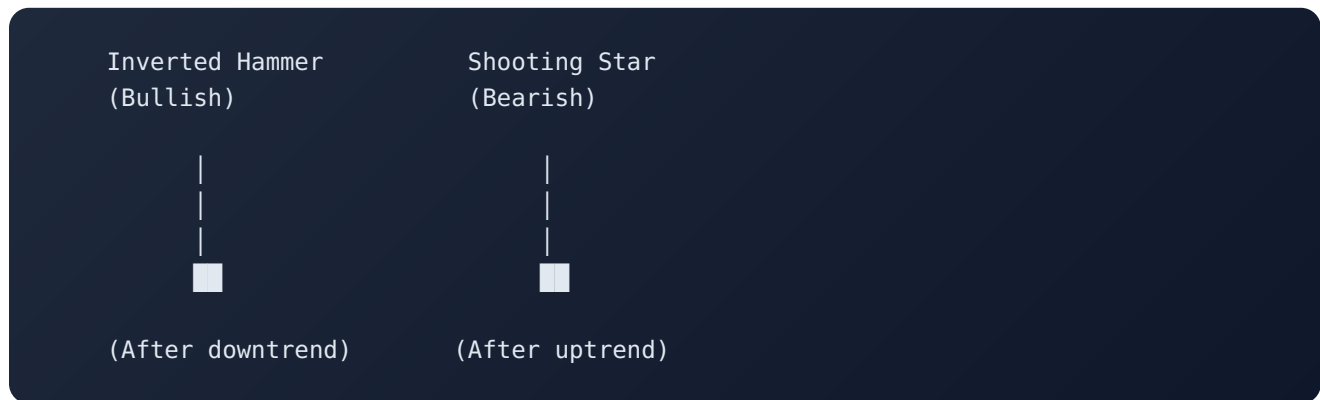 Inverted Hammer Shooting Star
(Bullish) (Bearish)
| |
| |
| |
██ ██
(After downtrend) (After uptrend)